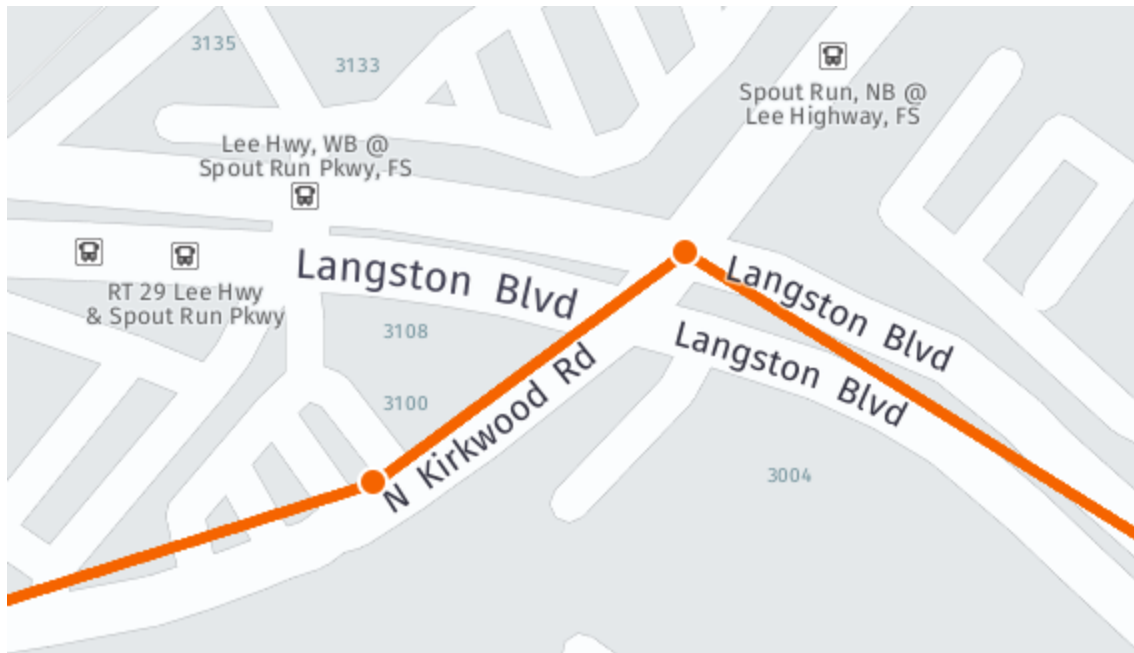 3135
3133
Spout Run, NB @
Lee Highway, FS
Lee Hwy, WB @
Spout Run Pkwy, FS
Langston Blvd
Langston Blvd
RT 29 Lee Hwy
& Spout Run Pkwy
3108
Langston Blvd
3100
N Kirkwood Rd
3004